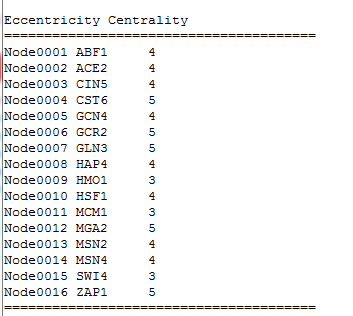 Eccentricity Centrality
=======================================
Node0001 ABF1 4
Node0002 ACE2 4
Node0003 CIN5 4
Node0004 CST6 5
Node0005 GCN4 4
Node0006 GCR2 5
Node0007 GLN3 5
Node0008 HAP4 4
Node0009 HMO1 3
Node0010 HSF1 4
Node0011 MCM1 3
Node0012 MGA2 5
Node0013 MSN2 4
Node0014 MSN4 4
Node0015 SWI4 3
Node0016 ZAP1 5
=======================================